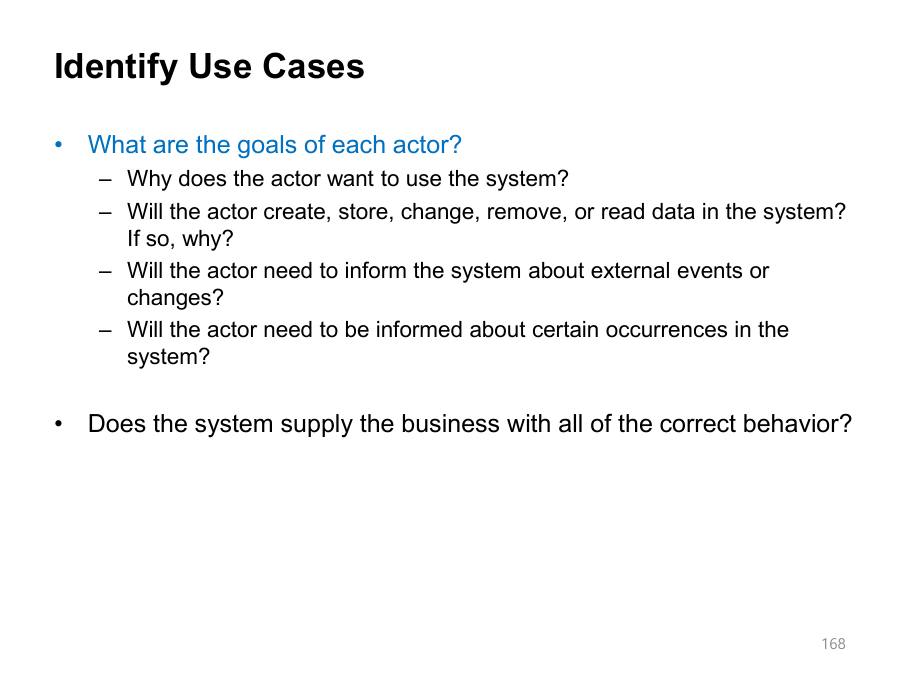 Identify Use Cases
• What are the goals of each actor?
– Why does the actor want to use the system?
– Will the actor create, store, change, remove, or read data in the system?
If so, why?
– Will the actor need to inform the system about external events or
changes?
– Will the actor need to be informed about certain occurrences in the
system?
• Does the system supply the business with all of the correct behavior?
168